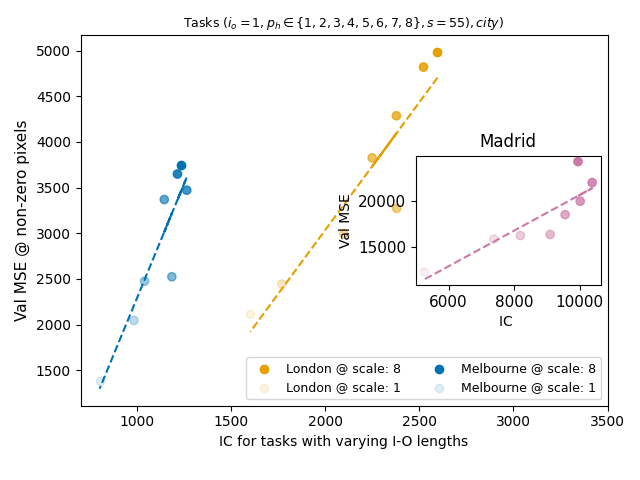 Tasks (i_o = 1, p_h ∈ {1, 2, 3, 4, 5, 6, 7, 8}, s = 55), city)
5000
4500
4000
3500
3000
2500
2000
1500
Val MSE @ non-zero pixels
Madrid
20000
15000
Val MSE
6000 8000 10000
IC
London @ scale: 8 Melbourne @ scale: 8
London @ scale: 1 Melbourne @ scale: 1
1000 1500 2000 2500 3000 3500
IC for tasks with varying I-O lengths